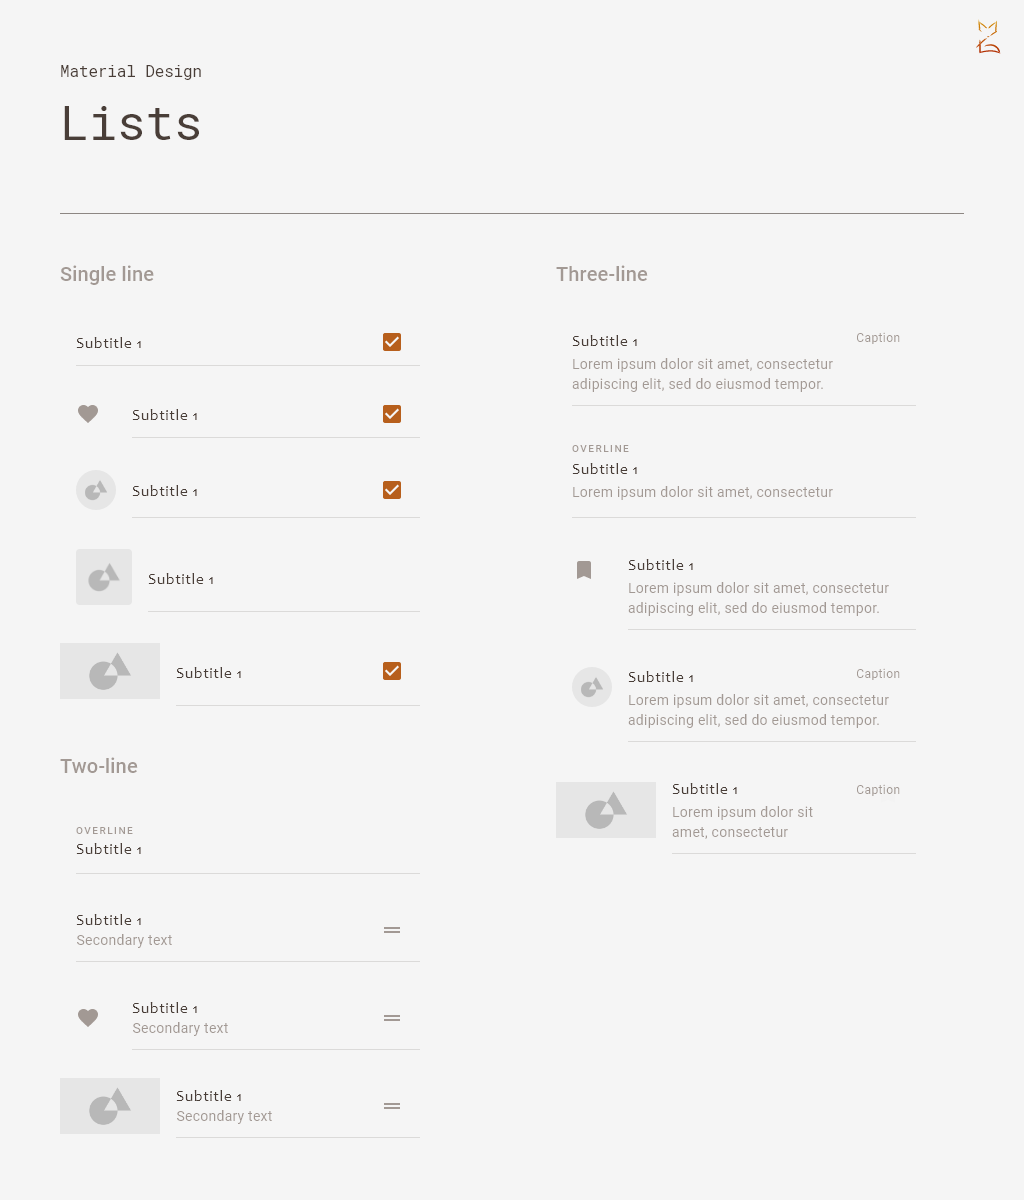 Material Design
Lists
Single line
Subtitle 1
Subtitle 1
Subtitle 1
Subtitle 1
Subtitle 1
Two-line
OVERLINE
Subtitle 1
Subtitle 1
Secondary text
Subtitle 1
Secondary text
Subtitle 1
Secondary text
Three-line
Subtitle 1
Caption
Lorem ipsum dolor sit amet, consectetur
adipiscing elit, sed do eiusmod tempor.
OVERLINE
Subtitle 1
Lorem ipsum dolor sit amet, consectetur
Subtitle 1
Lorem ipsum dolor sit amet, consectetur
adipiscing elit, sed do eiusmod tempor.
Subtitle 1
Caption
Lorem ipsum dolor sit amet, consectetur
adipiscing elit, sed do eiusmod tempor.
Subtitle 1
Caption
Lorem ipsum dolor sit
amet, consectetur